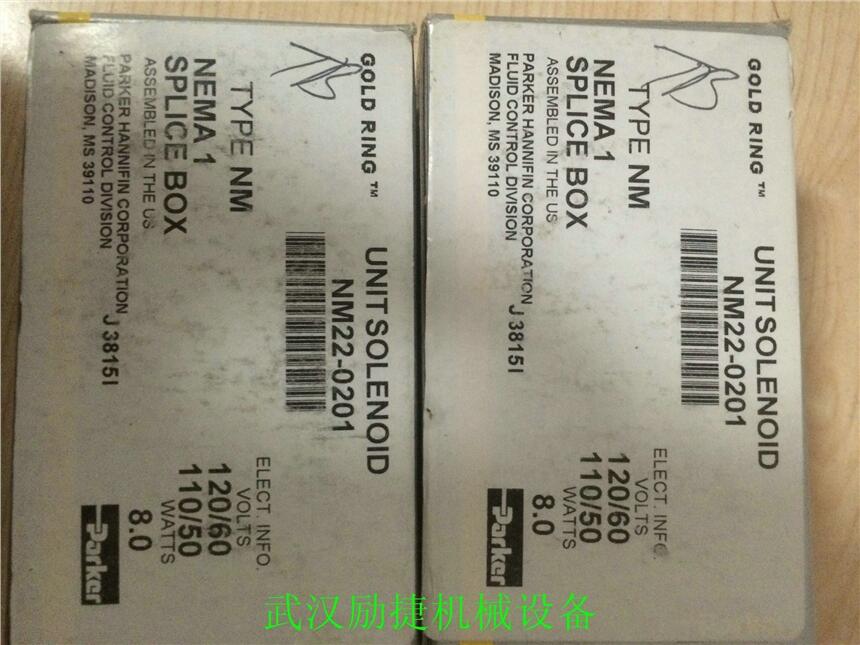 GOLD RING™
UNIT SOLENOID
NM22-0201
TYPE NM
NEMA 1
SPLICE BOX
ASSEMBLED IN THE US
PARKER HANNIFIN CORPORATION
FLUID CONTROL DIVISION
MADISON, MS 39110
J 3815I
ELECT. INFO.
VOLTS
120/60
110/50
WATTS
8.0
Parker
GOLD RING™
UNIT SOLENOID
NM22-0201
TYPE NM
NEMA 1
SPLICE BOX
ASSEMBLED IN THE US
PARKER HANNIFIN CORPORATION
FLUID CONTROL DIVISION
MADISON, MS 39110
J 3815I
ELECT. INFO.
VOLTS
120/60
110/50
WATTS
8.0
Parker
武汉励捷机械设备